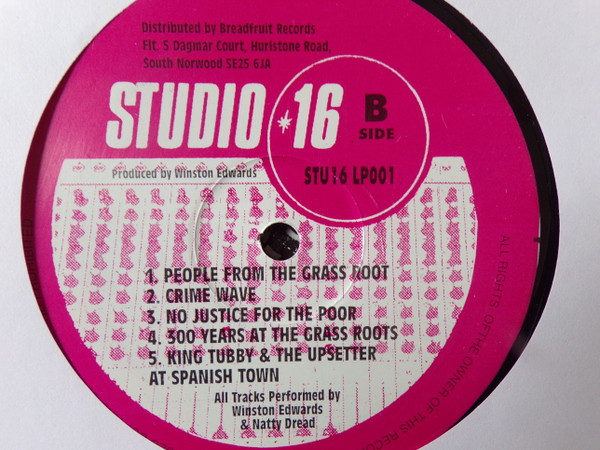 Distributed by Breadfruit Records
Flt. 5 Dagmar Court, Hurlstone Road,
South Norwood SE25 6JA
STUDIO *16
B
SIDE
Produced by Winston Edwards
STU16 LP001
1. PEOPLE FROM THE GRASS ROOT
2. CRIME WAVE
3. NO JUSTICE FOR THE POOR
4. 300 YEARS AT THE GRASS ROOTS
5. KING TUBBY & THE UPSETTER
AT SPANISH TOWN
All Tracks Performed by
Winston Edwards
& Natty Dread
ALL RIGHTS OF THE OWNER OF THIS